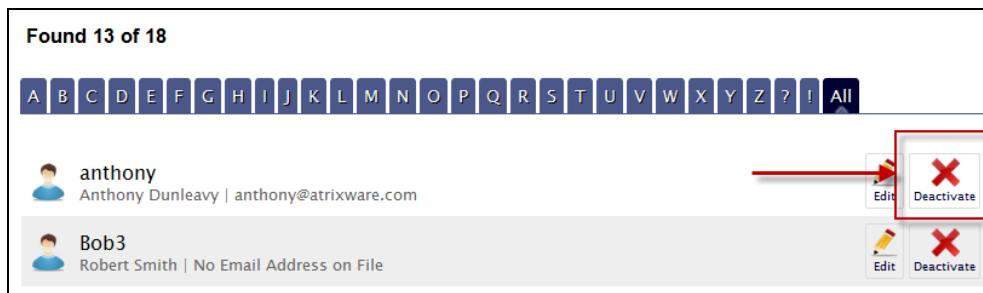 Found 13 of 18
A B C D E F G H I J K L M N O P Q R S T U V W X Y Z ? ! All
anthony
Anthony Dunleavy | anthony@atrixware.com
Edit Deactivate
Bob3
Robert Smith | No Email Address on File
Edit Deactivate